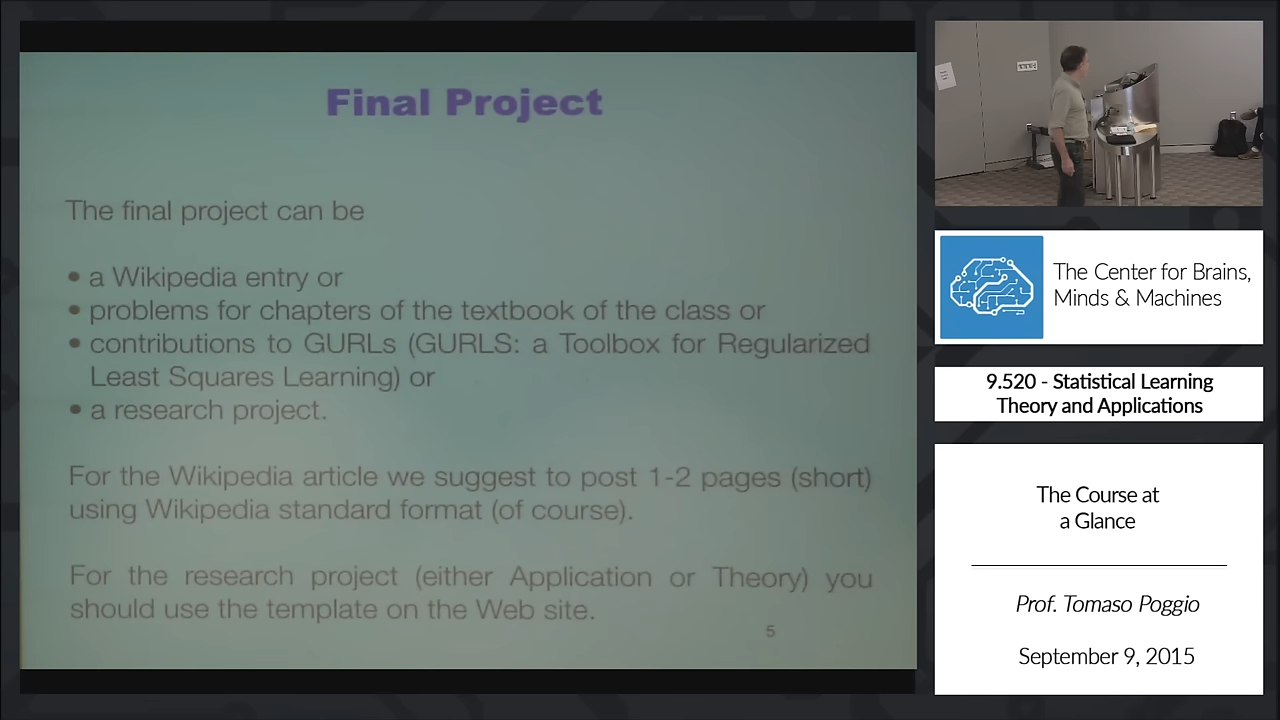 Final Project
The final project can be
• a Wikipedia entry or
• problems for chapters of the textbook of the class or
• contributions to GURLs (GURLS: a Toolbox for Regularized
Least Squares Learning) or
• a research project.
For the Wikipedia article we suggest to post 1-2 pages (short)
using Wikipedia standard format (of course).
For the research project (either Application or Theory) you
should use the template on the Web site.
5
The Center for Brains,
Minds & Machines
9.520 - Statistical Learning
Theory and Applications
The Course at
a Glance
Prof. Tomaso Poggio
September 9, 2015